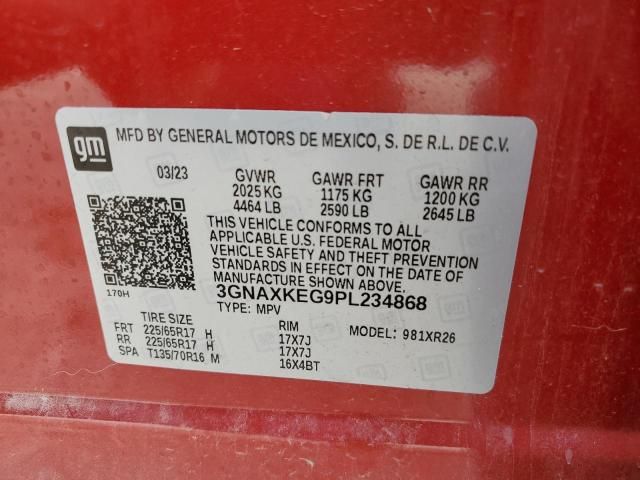 gm MFD BY GENERAL MOTORS DE MEXICO, S. DE R.L. DE C.V.
03/23 GVWR GAWR FRT GAWR RR
2025 KG 1175 KG 1200 KG
4464 LB 2590 LB 2645 LB
THIS VEHICLE CONFORMS TO ALL
APPLICABLE U.S. FEDERAL MOTOR
VEHICLE SAFETY AND THEFT PREVENTION
STANDARDS IN EFFECT ON THE DATE OF
MANUFACTURE SHOWN ABOVE.
170H 3GNAXKEG9PL234868
TYPE: MPV
TIRE SIZE RIM MODEL: 981XR26
FRT 225/65R17 H 17X7J
RR 225/65R17 H 17X7J
SPA T135/70R16 M 16X4BT